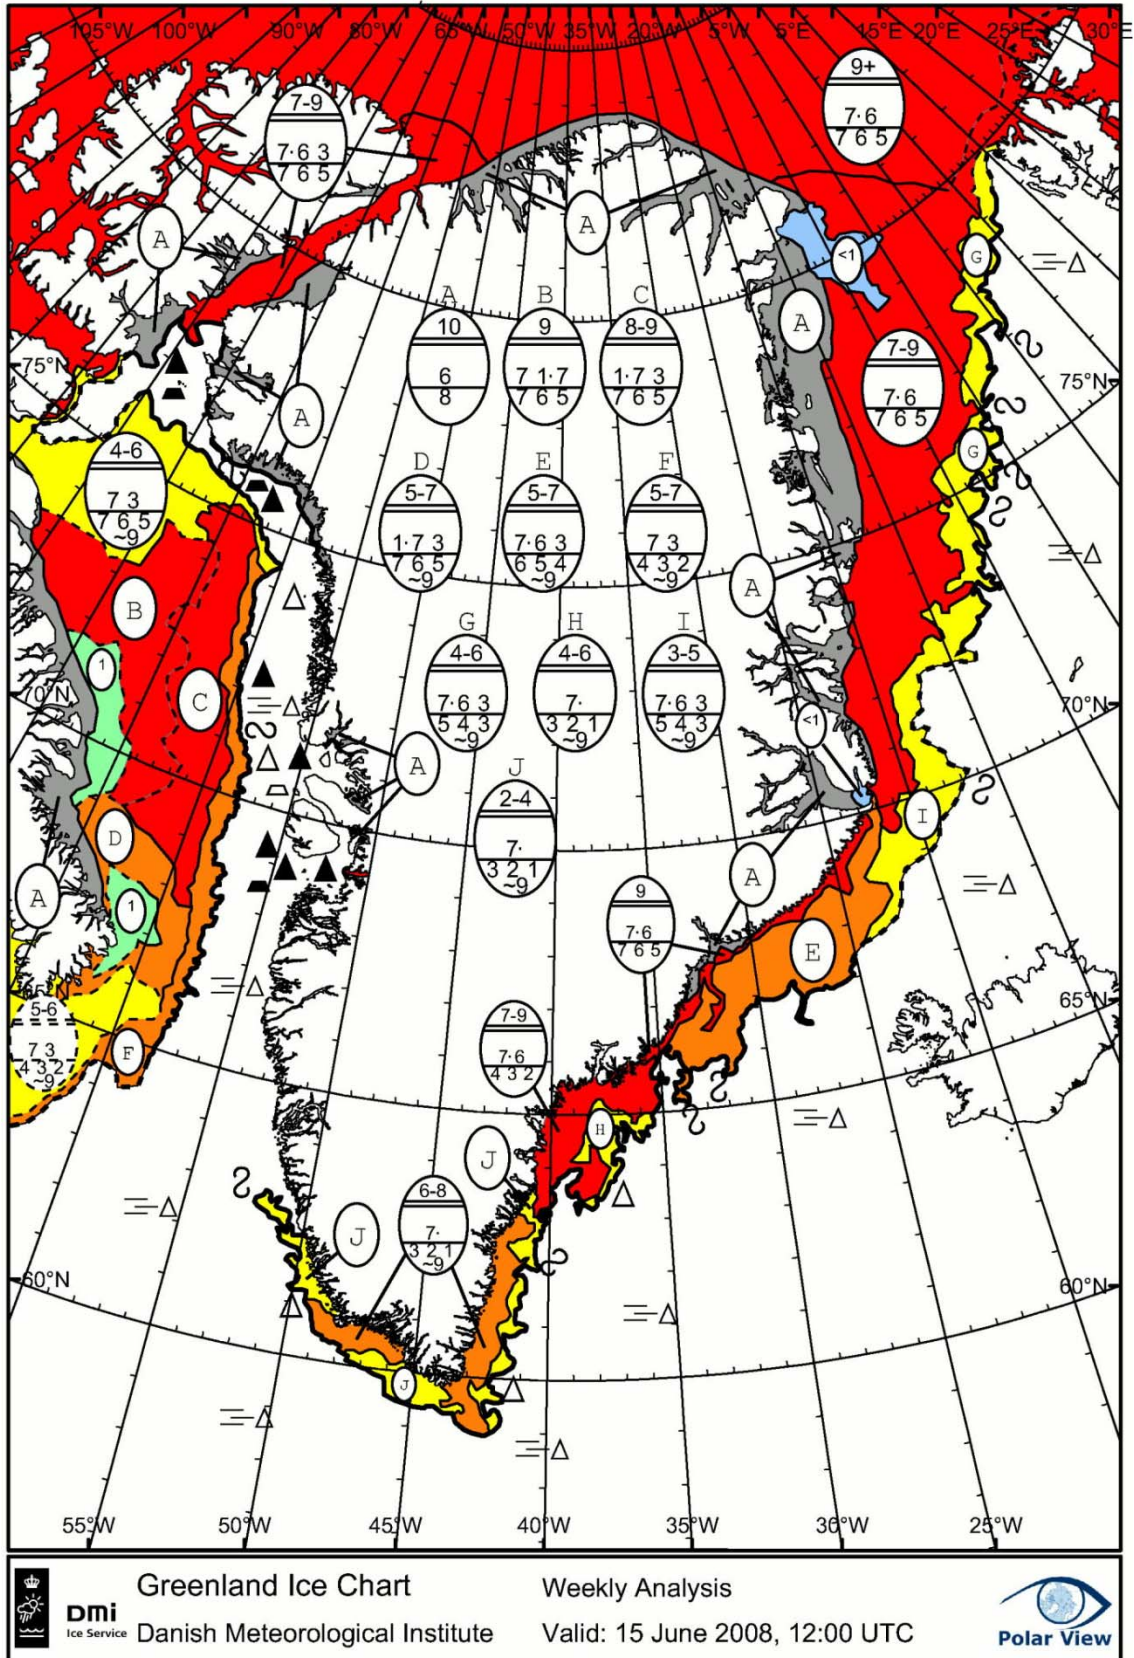 105°W 100°W 90°W 80°W 65°W 50°W 35°W 20°W 5°W 5°E 15°E 20°E 25°E 30°E
9+
7· 6
7 6 5
7-9
7· 6 3
7 6 5
A
A
<1
G
A
A B C
10 9 8-9
6 7 1·7 1·7 3
8 7 6 5 7 6 5
7-9
7· 6
7 6 5
75°N
75°N
A
G
4-6
7 3
7 6 5
~9
D E F
5-7 5-7 5-7
1·7 3 7·6 3 7 3
7 6 5 6 5 4 4 3 2
~9 ~9 ~9
A
B
1
G H I
4-6 4-6 3-5
7·6 3 7· 7·6 3
5 4 3 3 2 1 5 4 3
~9 ~9 ~9
C
70°N
70°N
<1
A
J
2-4
7·
3 2 1
~9
I
D
A
A
1
9
7·6
7 6 5
E
65°N
65°N
5-6
7 3
4 3 2
~9
F
7-9
7·6
4 3 2
H
J
6-8
7·
3 2 1
~9
J
60°N
60°N
J
55°W 50°W 45°W 40°W 35°W 30°W 25°W
DMi
Ice Service
Greenland Ice Chart
Danish Meteorological Institute
Weekly Analysis
Valid: 15 June 2008, 12:00 UTC
Polar View